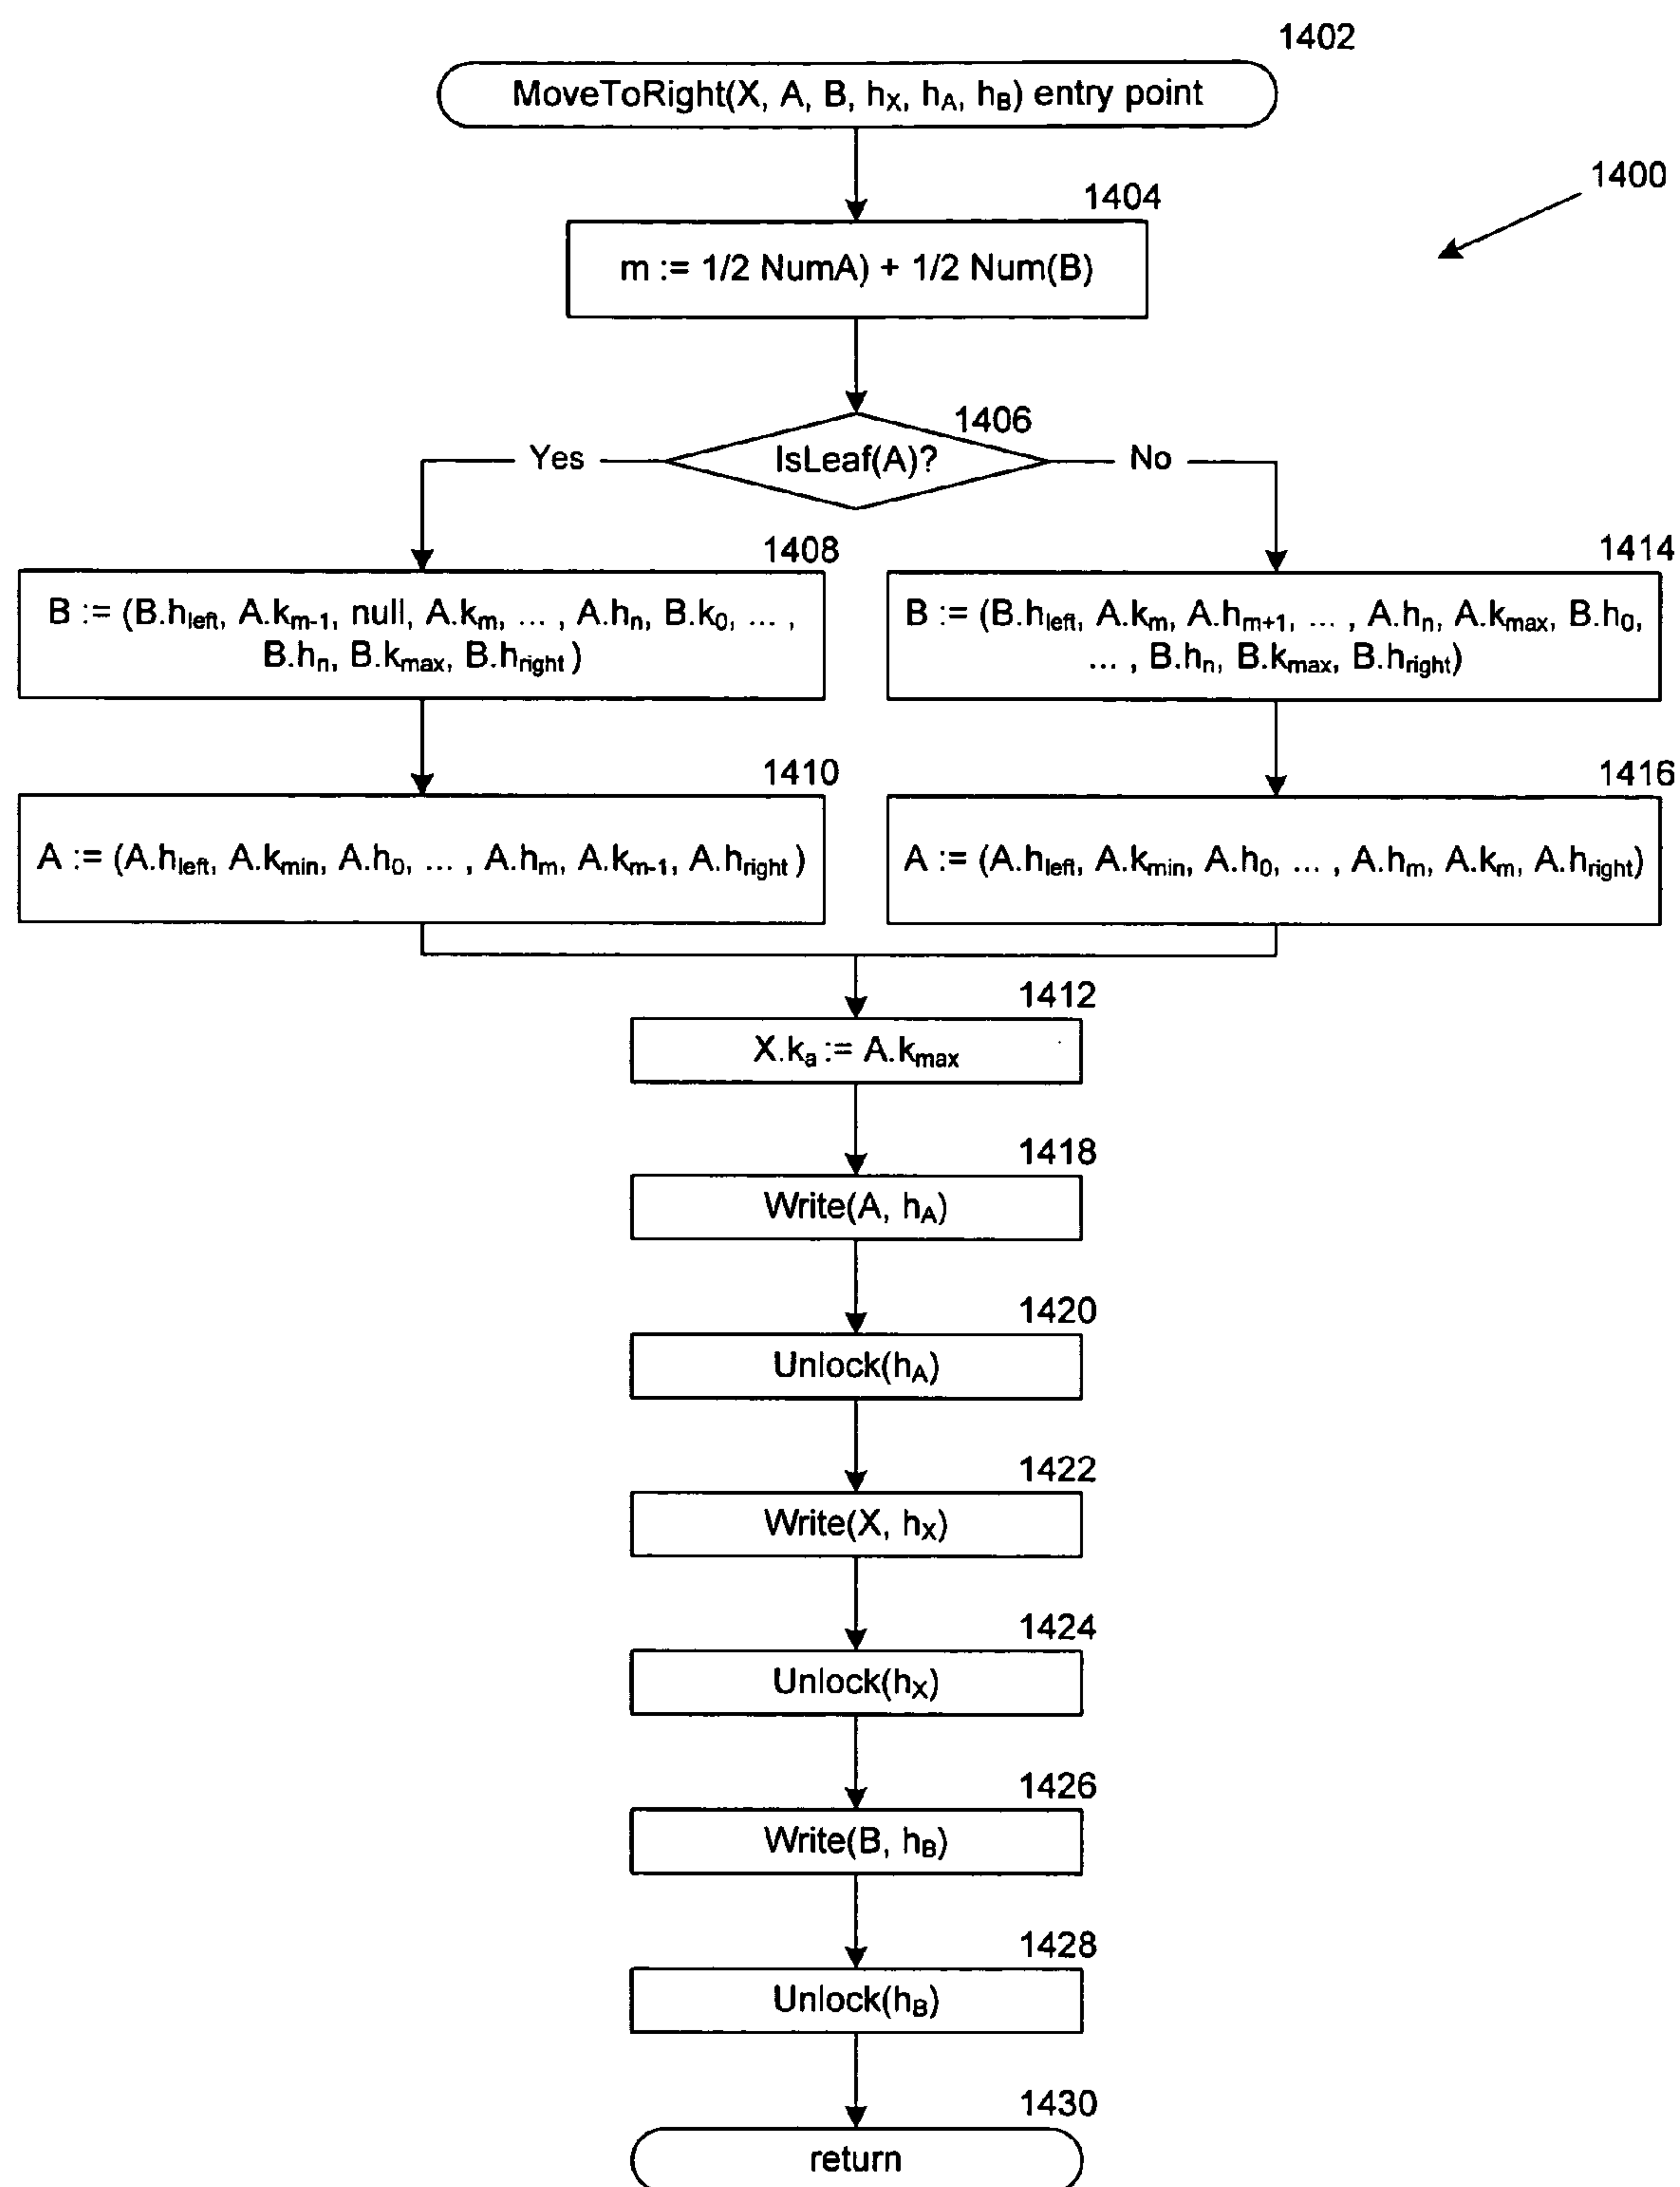 1402
MoveToRight(X, A, B, hX, hA, hB) entry point
1400
1404
m := 1/2 NumA) + 1/2 Num(B)
1406
IsLeaf(A)?
Yes
No
1408
B := (B.hleft, A.km-1, null, A.km, ... , A.hn, B.k0, ... ,
B.hn, B.kmax, B.hright )
1414
B := (B.hleft, A.km, A.hm+1, ... , A.hn, A.kmax, B.h0,
... , B.hn, B.kmax, B.hright)
1410
A := (A.hleft, A.kmin, A.h0, ... , A.hm, A.km-1, A.hright )
1416
A := (A.hleft, A.kmin, A.h0, ... , A.hm, A.km, A.hright)
1412
X.ka := A.kmax
1418
Write(A, hA)
1420
Unlock(hA)
1422
Write(X, hX)
1424
Unlock(hX)
1426
Write(B, hB)
1428
Unlock(hB)
1430
return